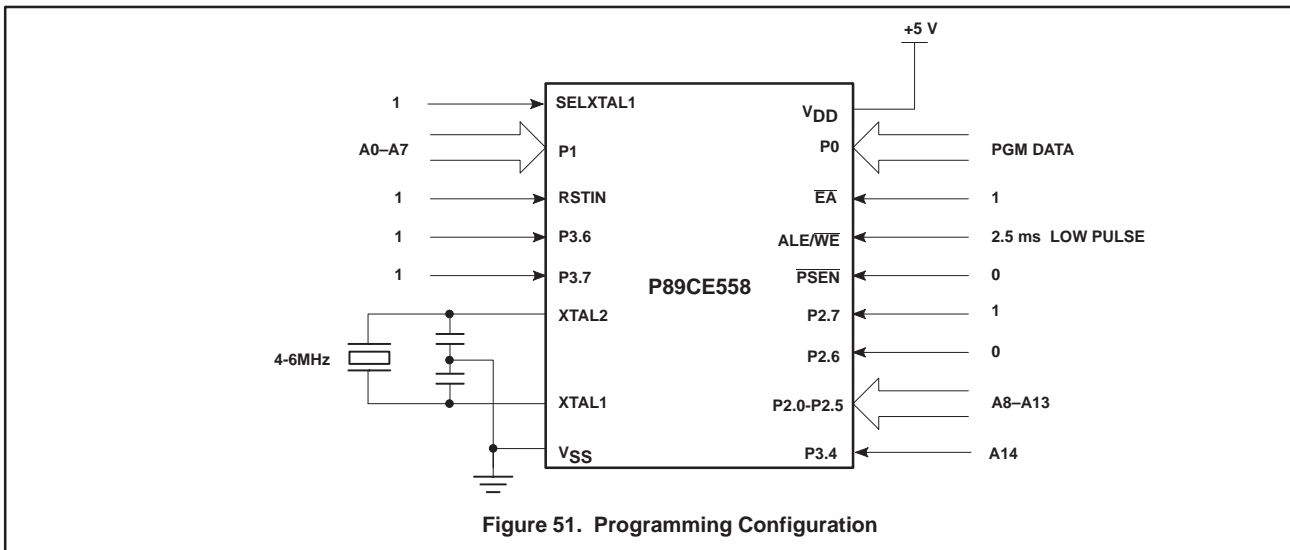 +5 V
1
SELXTAL1
VDD
A0–A7
P1
P0
PGM DATA
1
RSTIN
EA
1
1
P3.6
ALE/WE
2.5 ms LOW PULSE
1
P3.7
PSEN
0
P89CE558
XTAL2
P2.7
1
4-6MHz
P2.6
0
XTAL1
P2.0-P2.5
A8–A13
VSS
P3.4
A14
Figure 51. Programming Configuration